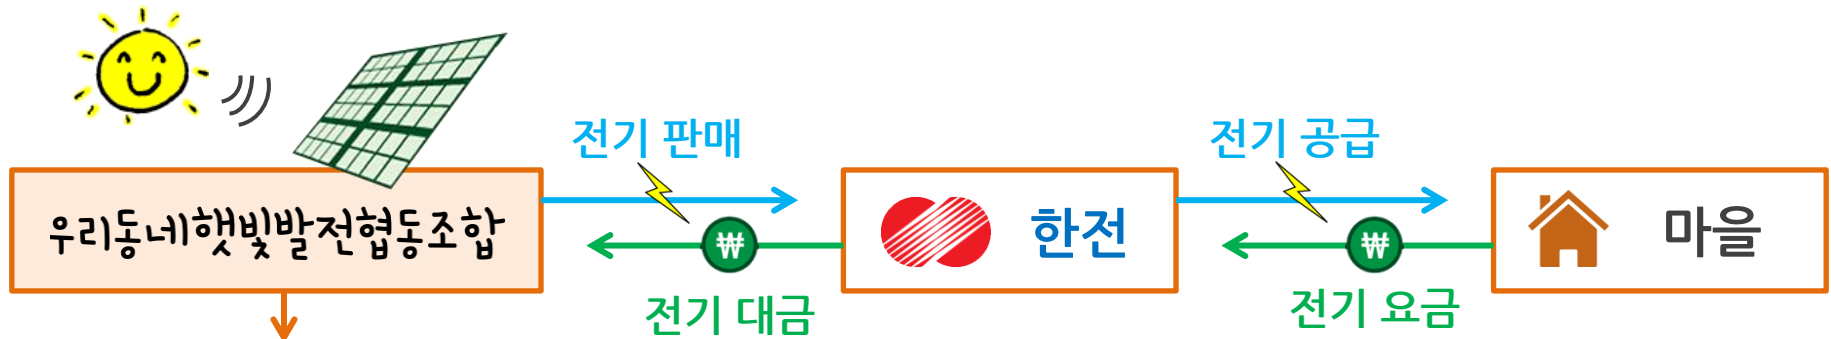 전기 판매
전기 공급
우리동네햇빛발전협동조합
₩
한전
₩
마을
전기 대금
전기 요금